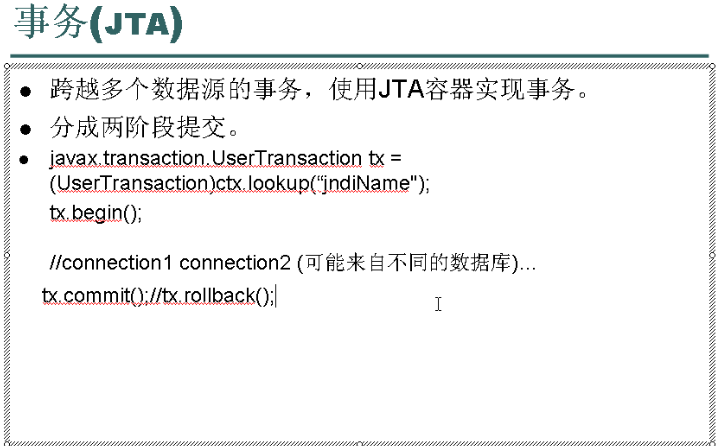 事务(JTA)
跨越多个数据源的事务，使用JTA容器实现事务。
分成两阶段提交。
javax.transaction.UserTransaction tx =
(UserTransaction)ctx.lookup(“jndiName");
tx.begin();
//connection1 connection2 (可能来自不同的数据库)...
tx.commit();//tx.rollback();